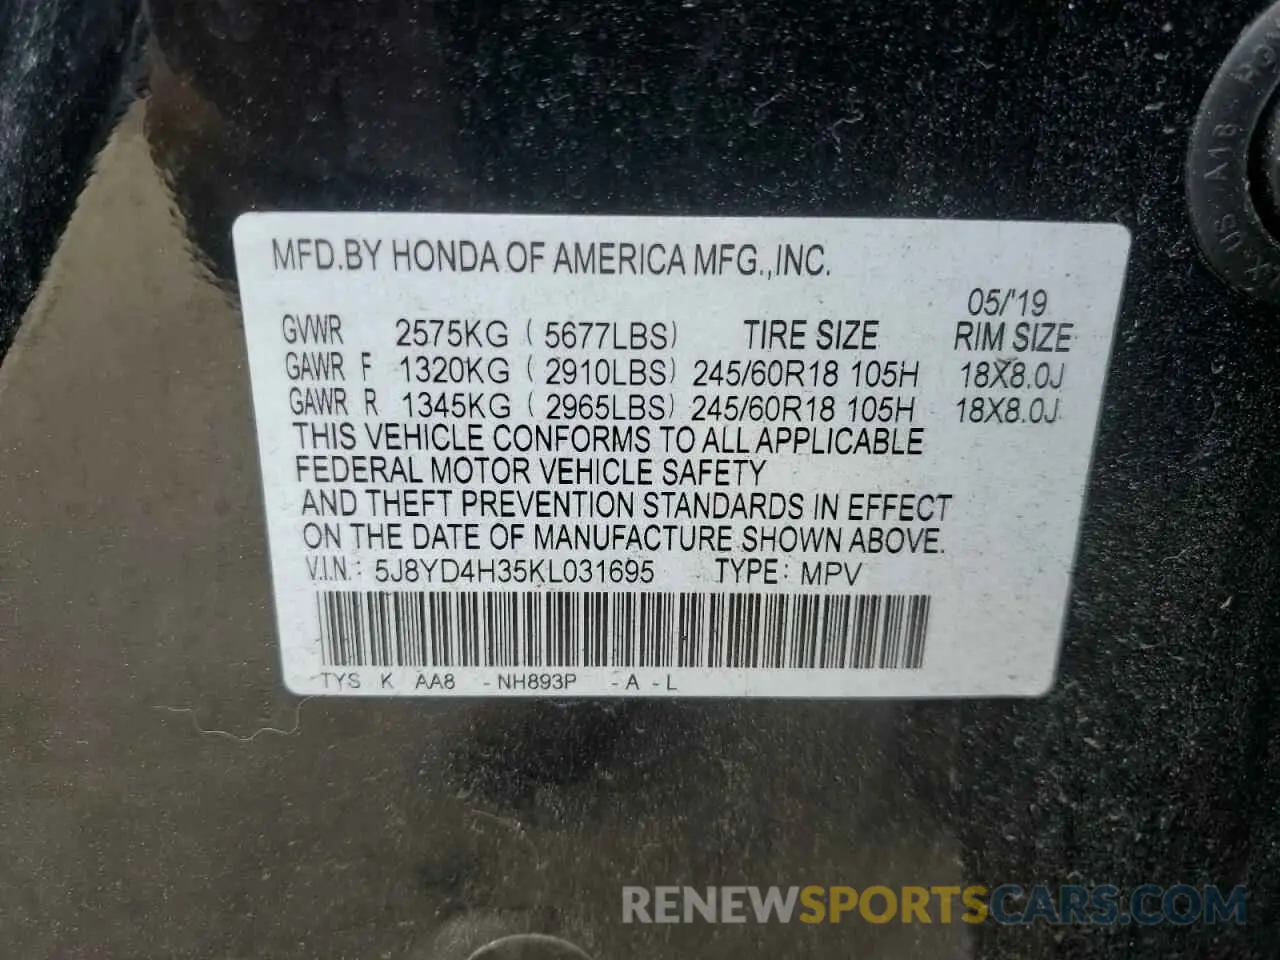 MFD.BY HONDA OF AMERICA MFG.,INC.
05/'19
GVWR 2575KG ( 5677LBS) TIRE SIZE RIM SIZE
GAWR F 1320KG ( 2910LBS) 245/60R18 105H 18X8.0J
GAWR R 1345KG ( 2965LBS) 245/60R18 105H 18X8.0J
THIS VEHICLE CONFORMS TO ALL APPLICABLE
FEDERAL MOTOR VEHICLE SAFETY
AND THEFT PREVENTION STANDARDS IN EFFECT
ON THE DATE OF MANUFACTURE SHOWN ABOVE.
V.I.N.: 5J8YD4H35KL031695 TYPE: MPV
TYS K AA8 -NH893P -A -L
RENEWSPORTSCARS.COM